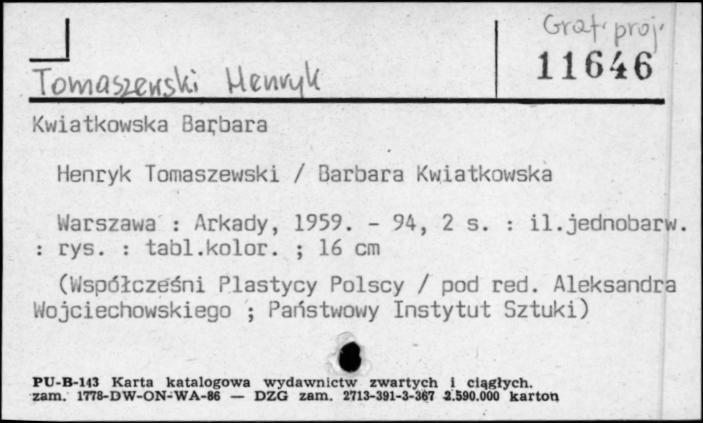 Graf. proj.
11646
Tomaszewski Henryk
Kwiatkowska Barbara
Henryk Tomaszewski / Barbara Kwiatkowska
Warszawa : Arkady, 1959. - 94, 2 s. : il.jednobarw.
: rys. : tabl.kolor. ; 16 cm
(Współcześni Plastycy Polscy / pod red. Aleksandra
Wojciechowskiego ; Państwowy Instytut Sztuki)
PU-B-143 Karta katalogowa wydawnictw zwartych i ciągłych.
zam. 1778-DW-ON-WA-86 — DZG zam. 2713-391-3-367 2.590.000 karton